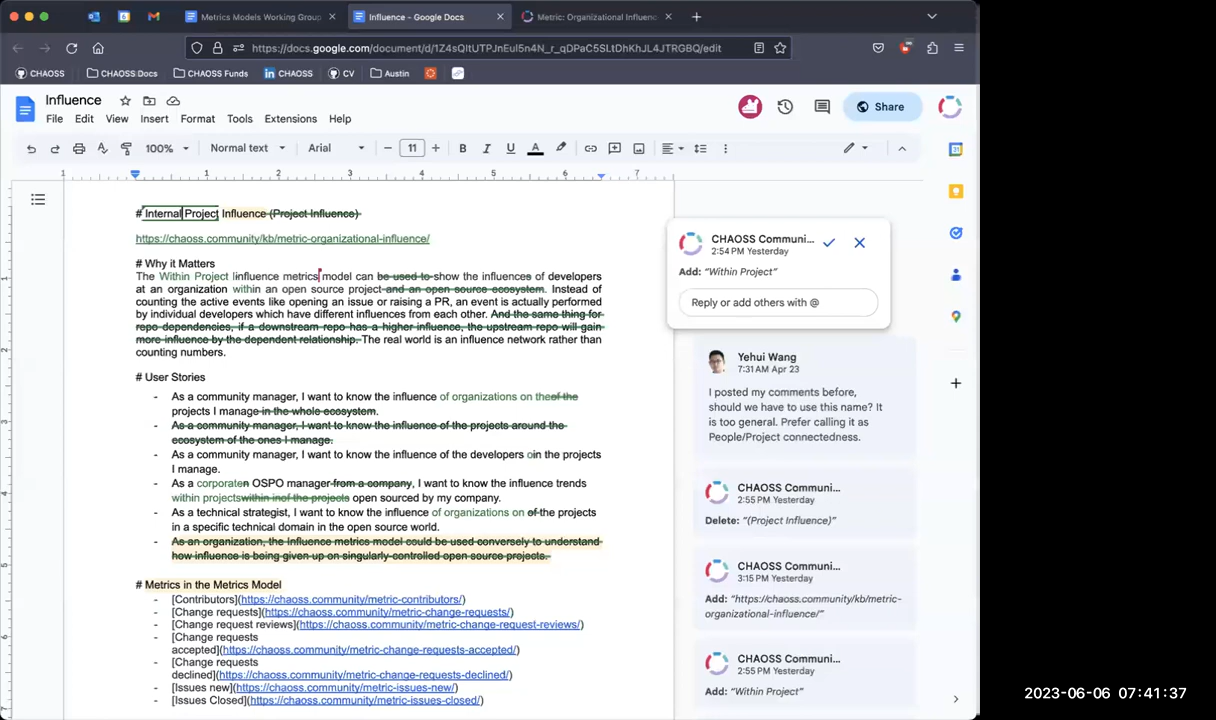 Metrics Models Working Group
Influence - Google Docs
Metric: Organizational Influenc
https://docs.google.com/document/d/1Z4sQItUTPJnEul5n4N_r_qDPaC5SLtDhKhJL4JTRGBQ/edit
CHAOSS
CHAOSS:Docs
CHAOSS Funds
CHAOSS
CV
Austin
Influence
File Edit View Insert Format Tools Extensions Help
Share
100% Normal text Arial 11
1 1 2 3 4 5 6 7
# Internal Project Influence (Project Influence)
https://chaoss.community/kb/metric-organizational-influence/
# Why it Matters
The Within Project Iinfluence metrics model can be used to show the influences of developers
at an organization within an open source project and an open source ecosystem. Instead of
counting the active events like opening an issue or raising a PR, an event is actually performed
by individual developers which have different influences from each other. And the same thing for
repo dependencies, if a downstream repo has a higher influence, the upstream repo will gain
more influence by the dependent relationship. The real world is an influence network rather than
counting numbers.
# User Stories
- As a community manager, I want to know the influence of organizations on theof the
projects I manage in the whole ecosystem.
- As a community manager, I want to know the influence of the projects around the
ecosystem of the ones I manage.
- As a community manager, I want to know the influence of the developers oin the projects
I manage.
- As a corporaten OSPO manager from a company, I want to know the influence trends
within projectswithin inof the projects open sourced by my company.
- As a technical strategist, I want to know the influence of organizations on of the projects
in a specific technical domain in the open source world.
- As an organization, the Influence metrics model could be used conversely to understand
how influence is being given up on singularly-controlled open source projects.
# Metrics in the Metrics Model
- [Contributors](https://chaoss.community/metric-contributors/)
- [Change requests](https://chaoss.community/metric-change-requests/)
- [Change request reviews](https://chaoss.community/metric-change-request-reviews/)
- [Change requests
accepted](https://chaoss.community/metric-change-requests-accepted/)
- [Change requests
declined](https://chaoss.community/metric-change-requests-declined/)
- [Issues new](https://chaoss.community/metric-issues-new/)
- [Issues Closed](https://chaoss.community/metric-issues-closed/)
CHAOSS Communi...
2:54 PM Yesterday
Add: “Within Project”
Reply or add others with @
Yehui Wang
7:31 AM Apr 23
I posted my comments before,
should we have to use this name? It
is too general. Prefer calling it as
People/Project connectedness.
CHAOSS Communi...
2:55 PM Yesterday
Delete: “(Project Influence)”
CHAOSS Communi...
3:15 PM Yesterday
Add: “https://chaoss.community/kb/metric-
organizational-influence/”
CHAOSS Communi...
2:55 PM Yesterday
Add: “Within Project”
2023-06-06 07:41:37